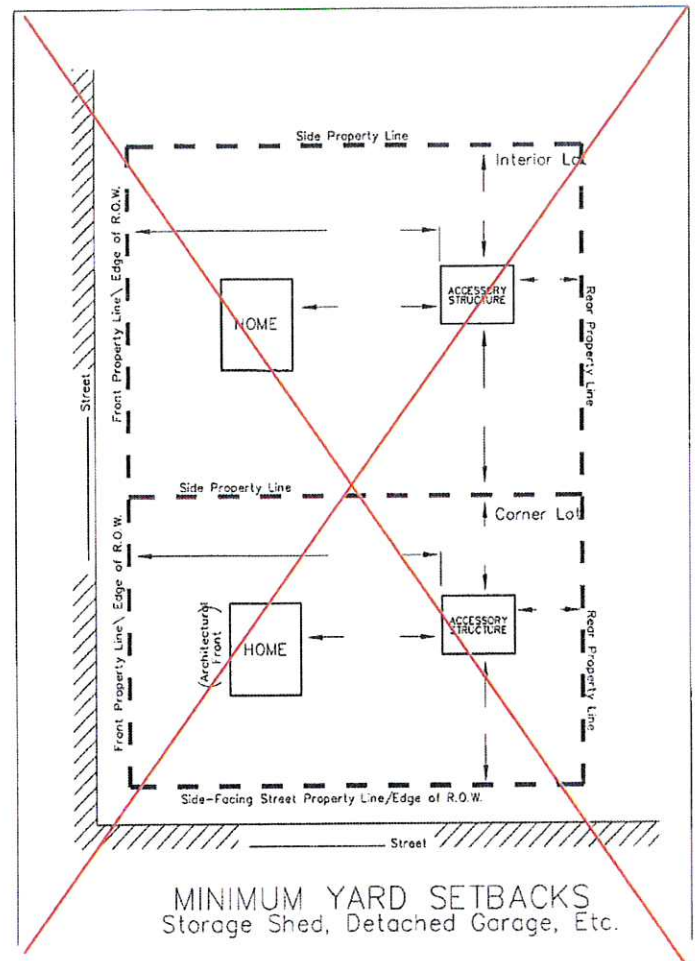 Side Property Line
Interior Lot
Front Property Line\ Edge of R.O.W.
Street
HOME
ACCESSORY
STRUCTURE
Rear Property Line
Side Property Line
Corner Lot
Front Property Line\ Edge of R.O.W.
(Architectural
Front)
HOME
ACCESSORY
STRUCTURE
Rear Property Line
Side-Facing Street Property Line/Edge of R.O.W.
Street
MINIMUM YARD SETBACKS
Storage Shed, Detached Garage, Etc.